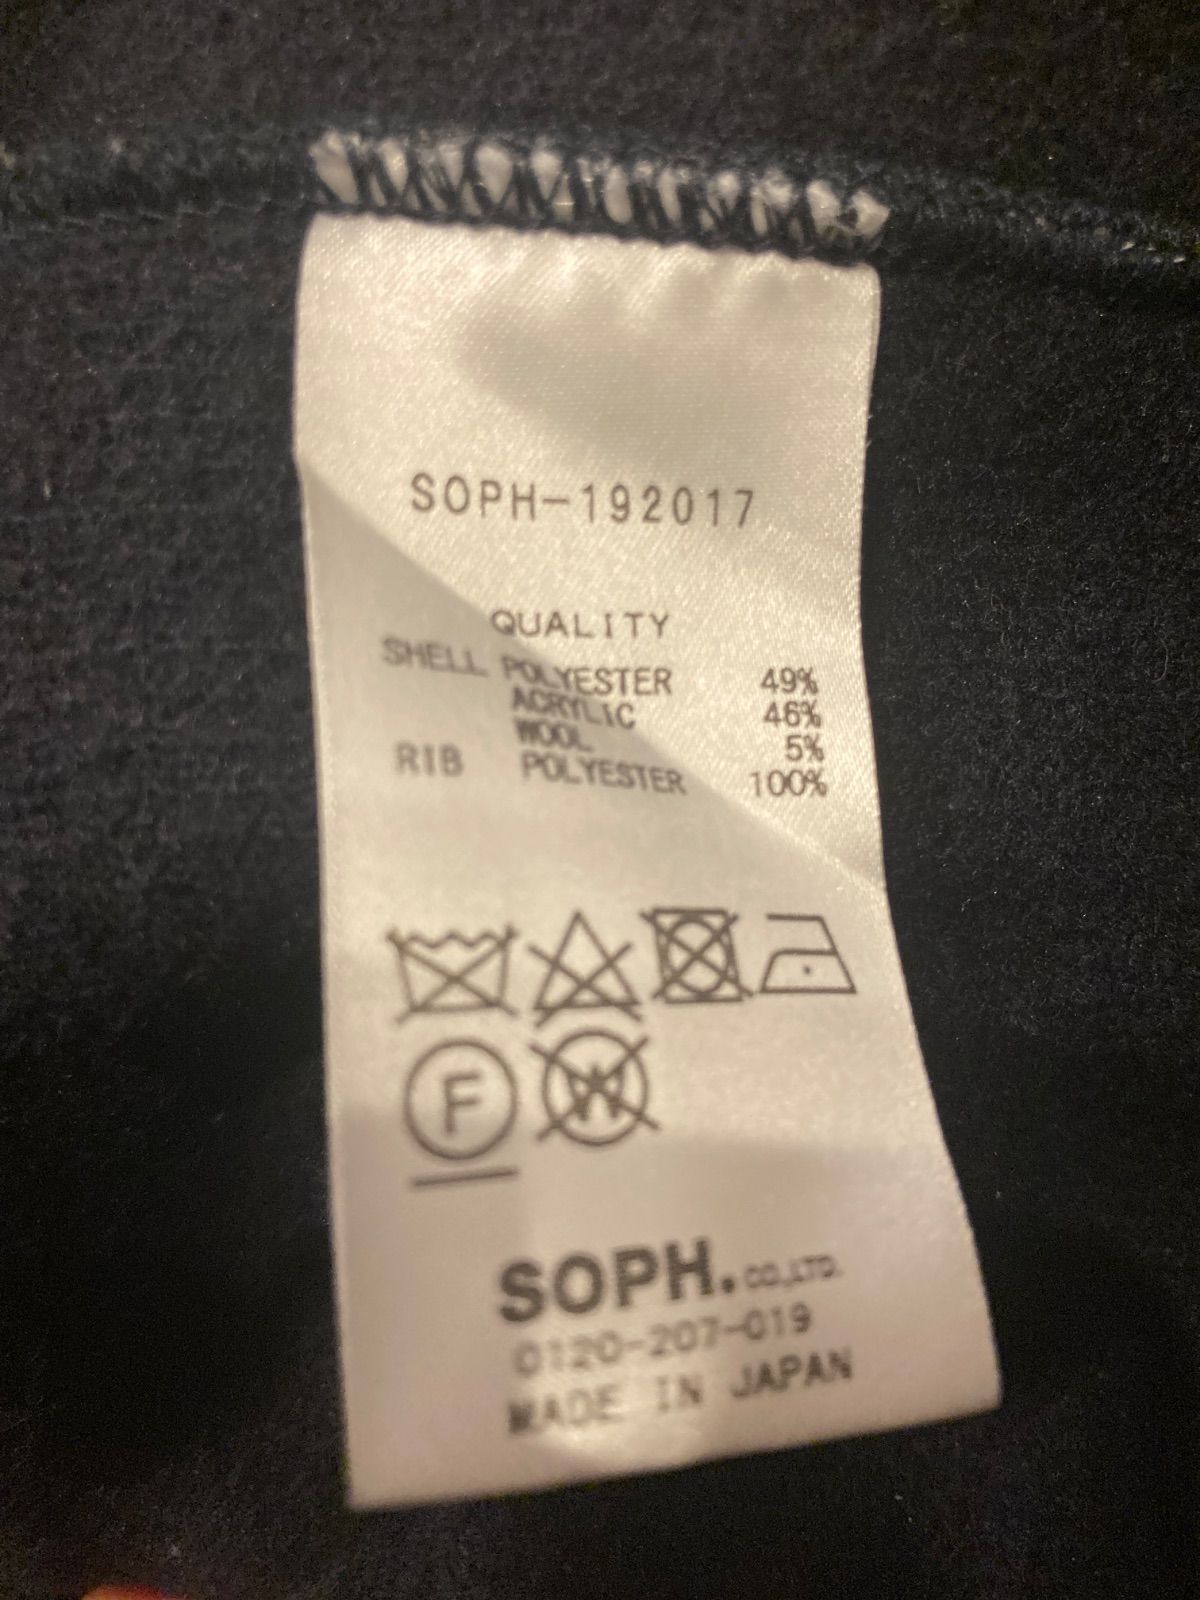 SOPH-192017
QUALITY
SHELL POLYESTER 49%
ACRYLIC 46%
WOOL 5%
RIB POLYESTER 100%
F
W
SOPH. CO.,LTD.
0120-207-019
MADE IN JAPAN